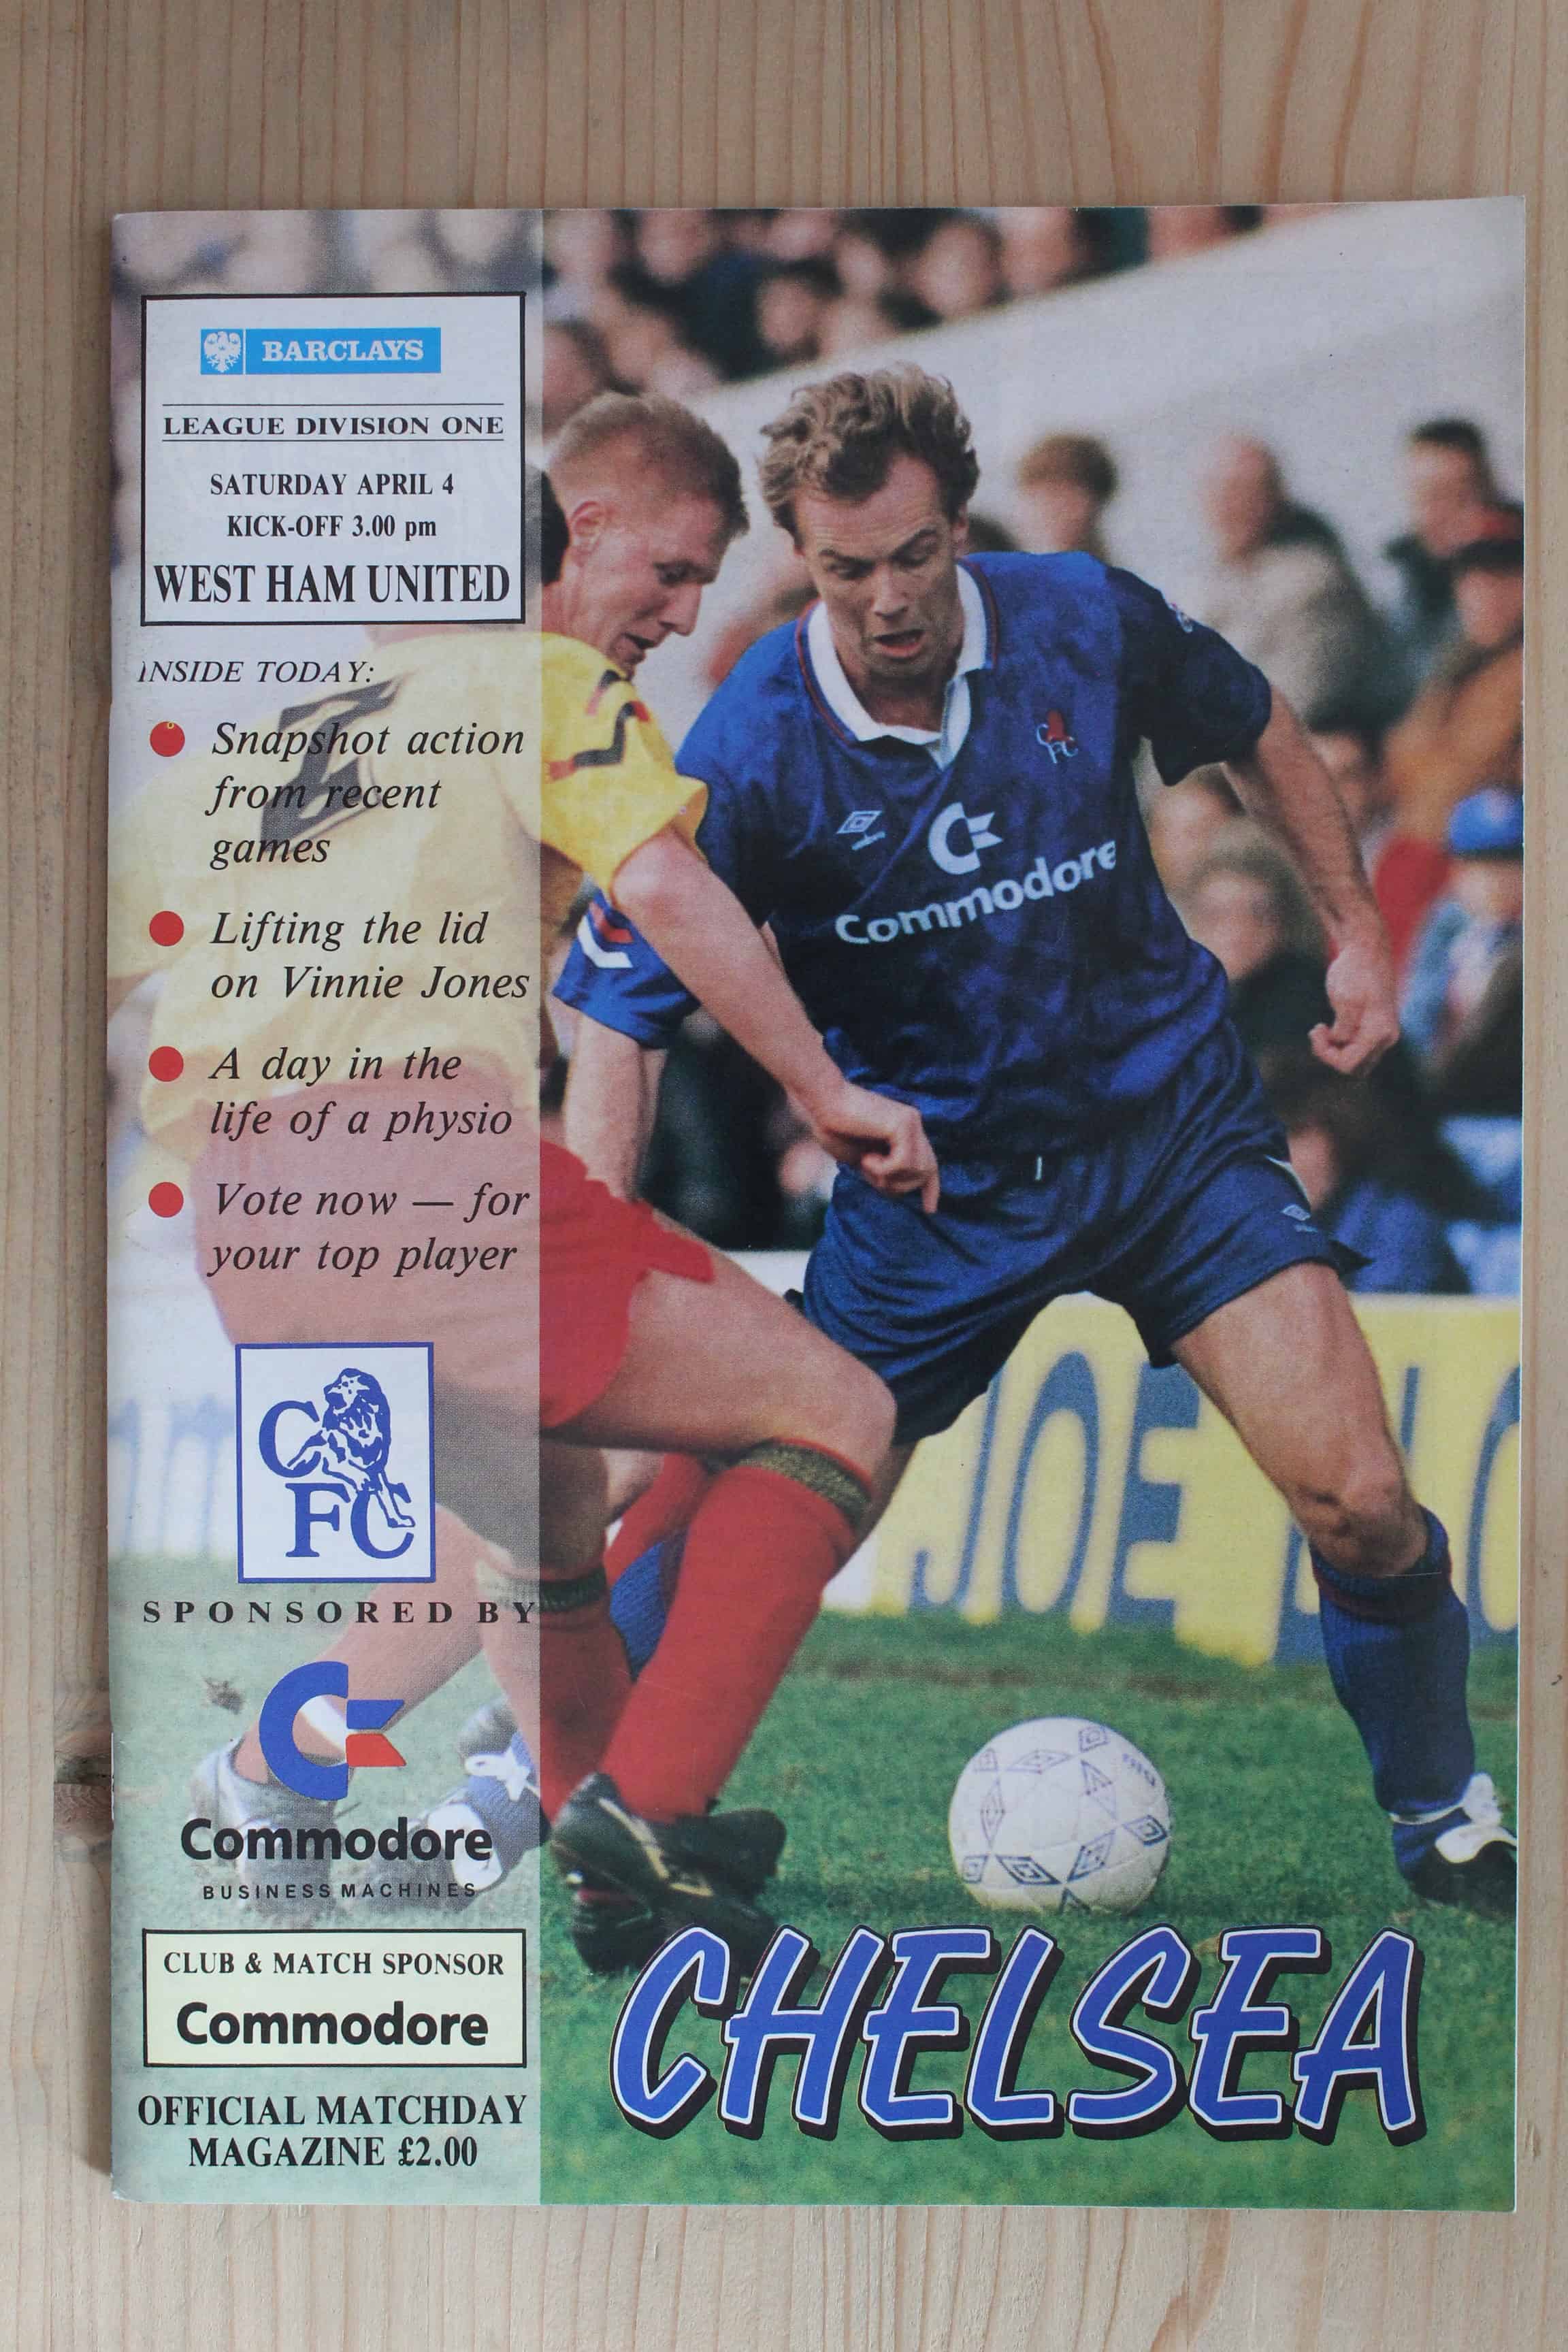 BARCLAYS
LEAGUE DIVISION ONE
SATURDAY APRIL 4
KICK-OFF 3.00 pm
WEST HAM UNITED
INSIDE TODAY:
Snapshot action
from recent
games
Lifting the lid
on Vinnie Jones
A day in the
life of a physio
Vote now — for
your top player
CFC
SPONSORED BY
Commodore
BUSINESS MACHINES
CLUB & MATCH SPONSOR
Commodore
OFFICIAL MATCHDAY
MAGAZINE £2.00
CFC
Commodore
JOE
CHELSEA